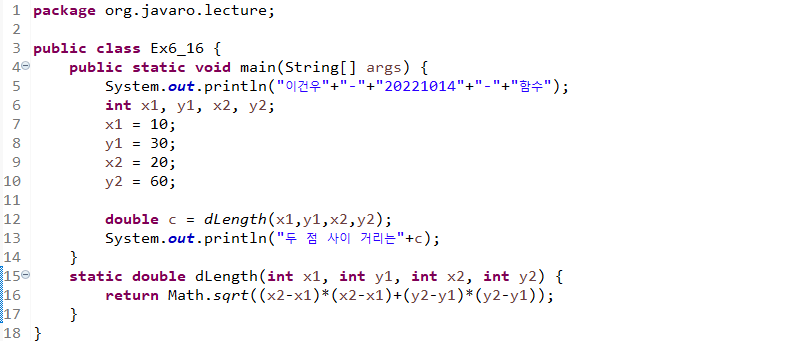 1 package org.javaro.lecture;
2
3 public class Ex6_16 {
4 public static void main(String[] args) {
5 System.out.println("이건우"+"-"+"20221014"+"-"+"함수");
6 int x1, y1, x2, y2;
7 x1 = 10;
8 y1 = 30;
9 x2 = 20;
10 y2 = 60;
11
12 double c = dLength(x1,y1,x2,y2);
13 System.out.println("두 점 사이 거리는"+c);
14 }
15 static double dLength(int x1, int y1, int x2, int y2) {
16 return Math.sqrt((x2-x1)*(x2-x1)+(y2-y1)*(y2-y1));
17 }
18 }